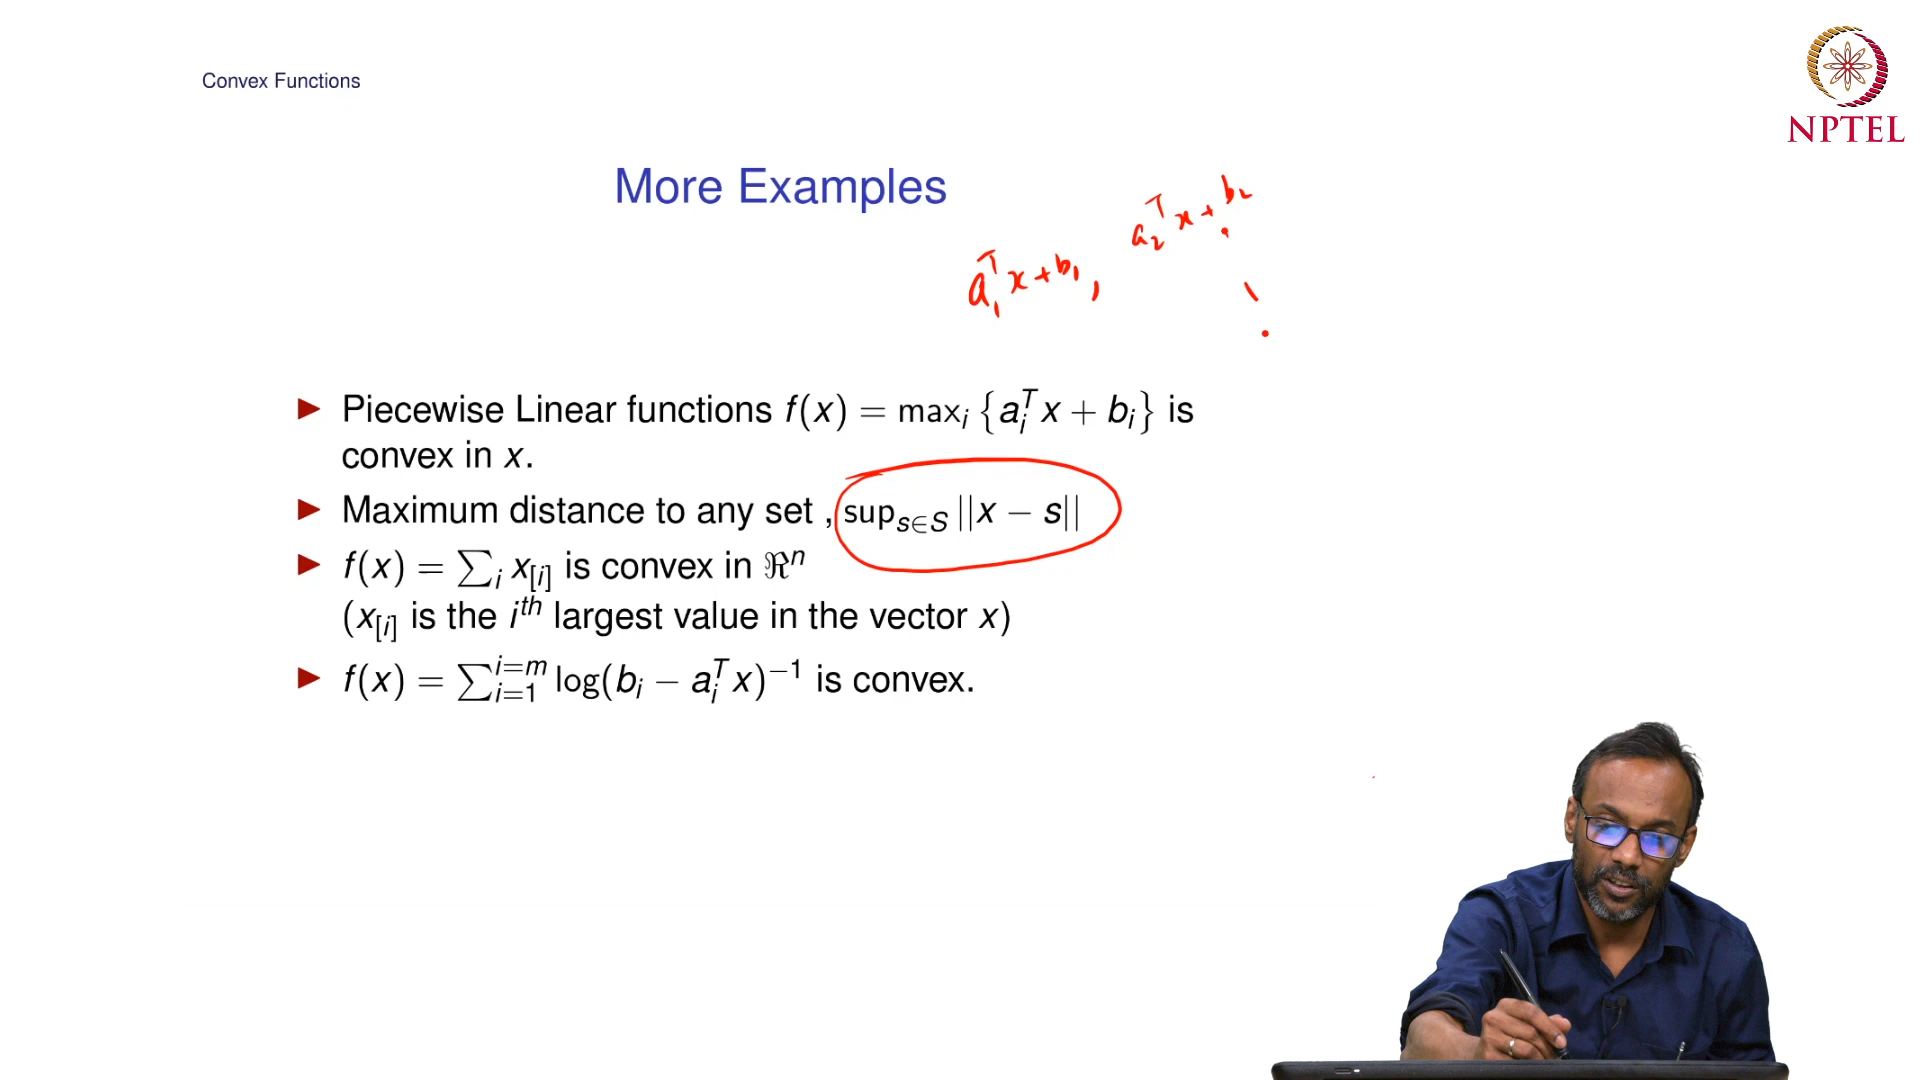 Convex Functions
NPTEL
More Examples
a₁ᵀx + b₁, a₂ᵀx + b₂
▶ Piecewise Linear functions f(x) = maxᵢ {aᵢᵀx + bᵢ} is
convex in x.
▶ Maximum distance to any set , sup_{s∈S} ||x − s||
▶ f(x) = ∑ᵢ x_{[i]} is convex in ℜⁿ
(x_{[i]} is the i^{th} largest value in the vector x)
▶ f(x) = ∑_{i=1}^{i=m} log(bᵢ − aᵢᵀx)⁻¹ is convex.